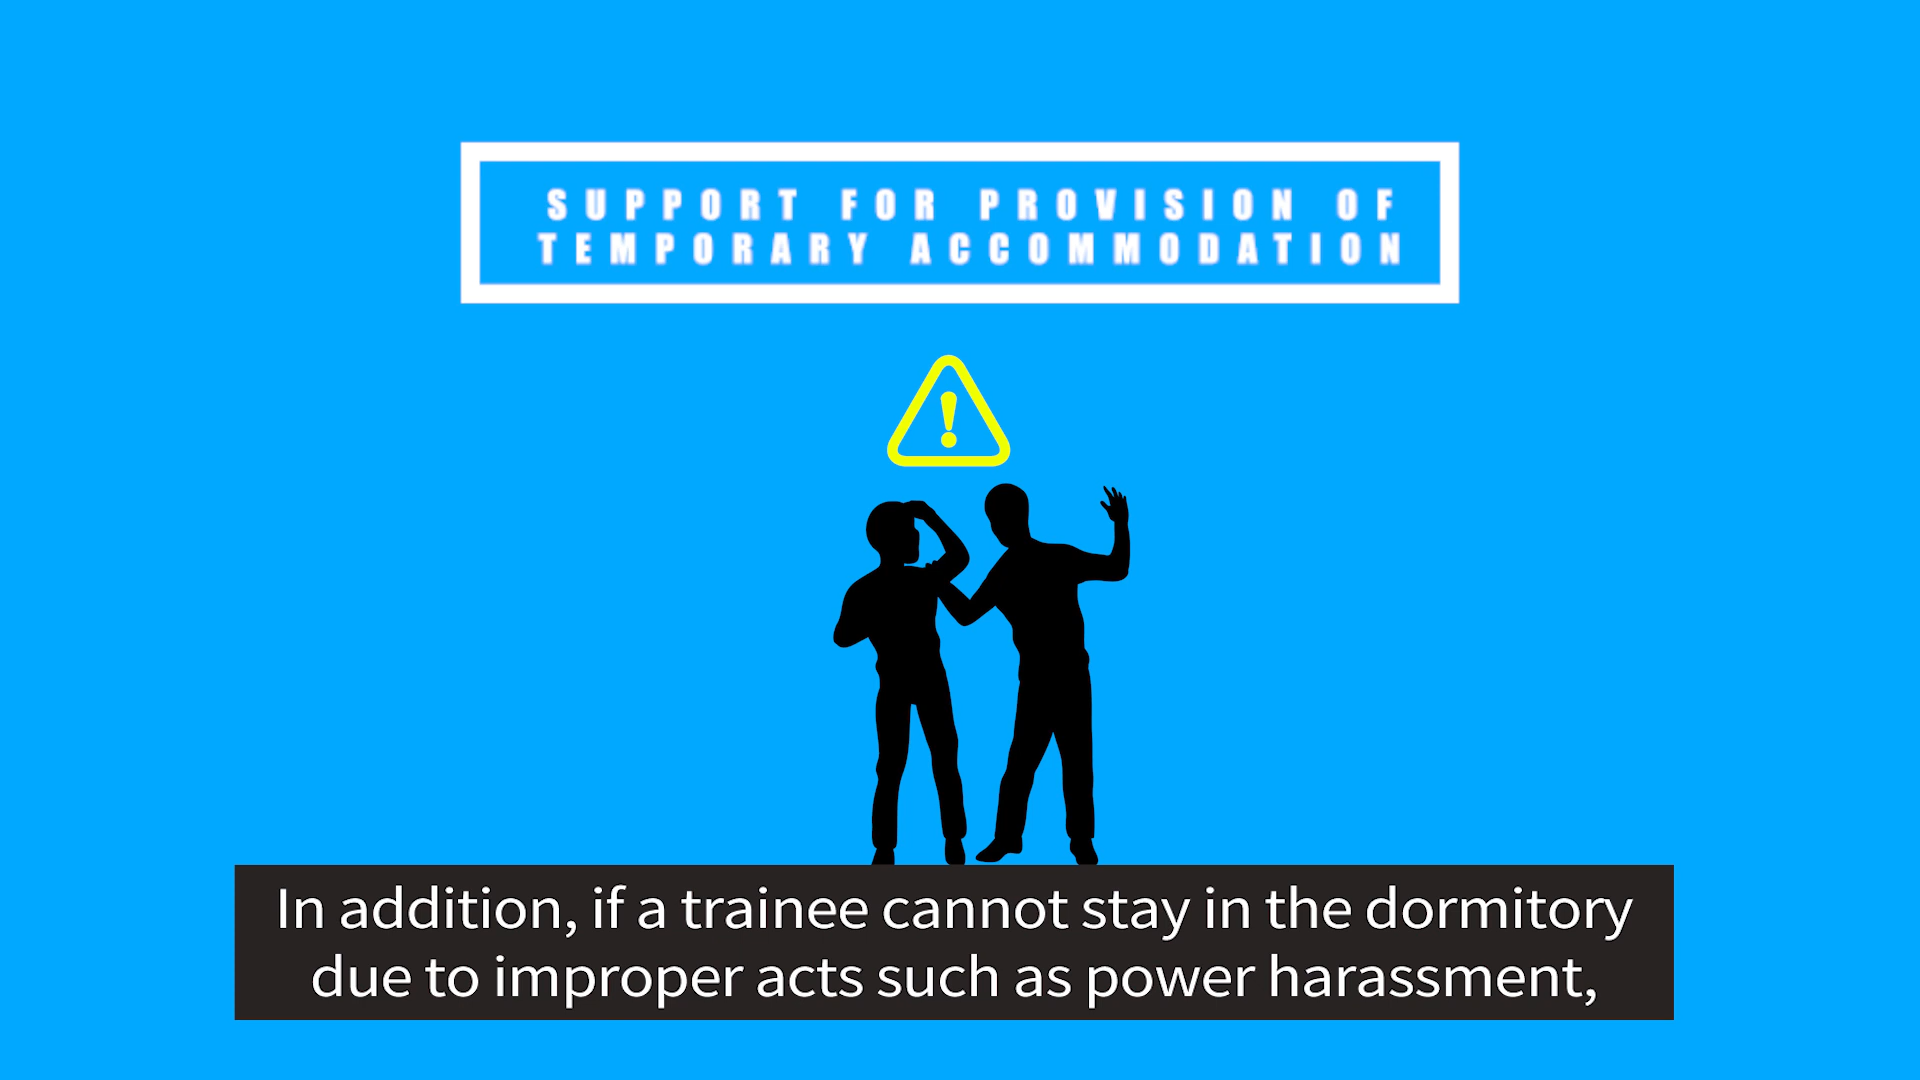 SUPPORT FOR PROVISION OF
TEMPORARY ACCOMMODATION
!
In addition, if a trainee cannot stay in the dormitory
due to improper acts such as power harassment,